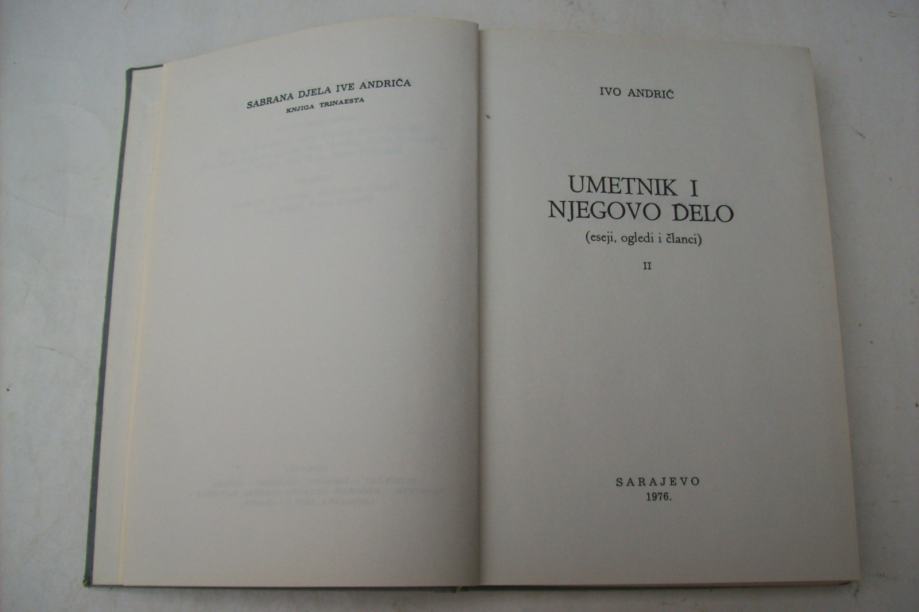 SABRANA DJELA IVE ANDRIĆA
KNJIGA TRINAESTA
IVO ANDRIĆ
UMETNIK I
NJEGOVO DELO
(eseji, ogledi i članci)
II
SARAJEVO
1976.